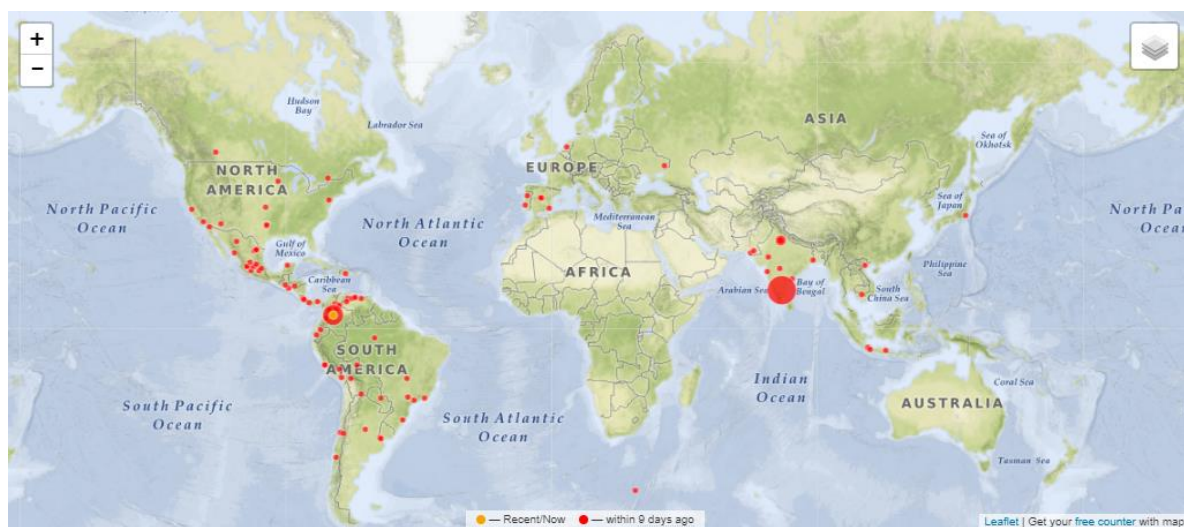 +
−
Hudson
Bay
Labrador Sea
NORTH
AMERICA
North Pacific
Ocean
North Atlantic
Ocean
Gulf of
Mexico
Caribbean
Sea
SOUTH
AMERICA
South Pacific
Ocean
South Atlantic
Ocean
EUROPE
Mediterranean
Sea
AFRICA
ASIA
Sea of
Okhotsk
Sea of
Japan
North Pa
Ocean
Philippine
Sea
Arabian Sea
Bay of
Bengal
South
China Sea
Indian
Ocean
Coral Sea
AUSTRALIA
Tasman Sea
— Recent/Now — within 9 days ago
Leaflet | Get your free counter with map